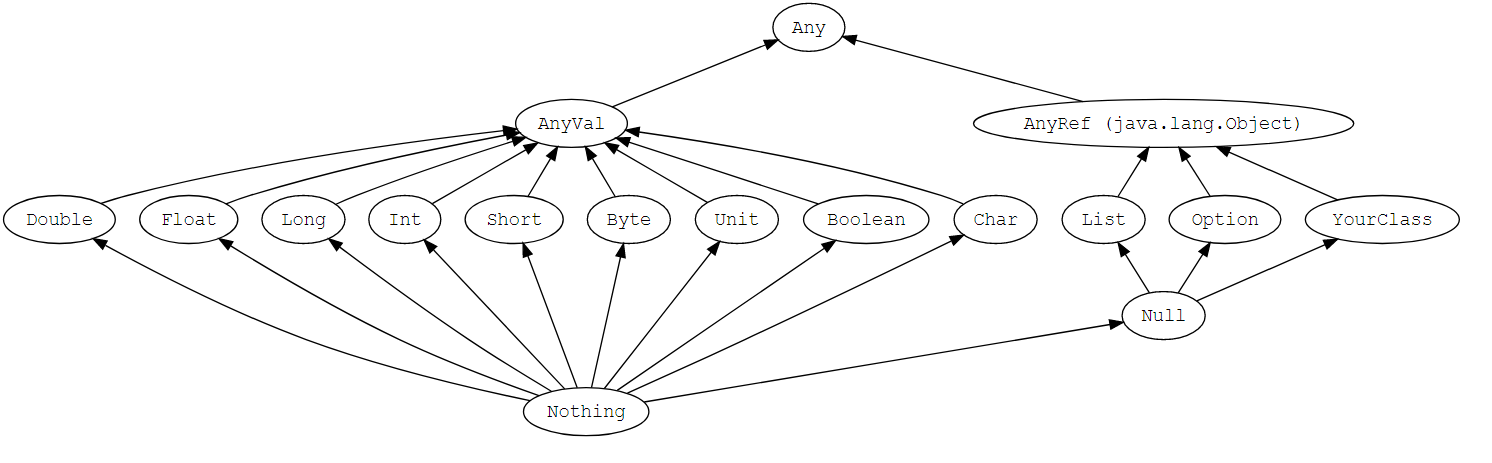 Any
AnyVal
AnyRef (java.lang.Object)
Double
Float
Long
Int
Short
Byte
Unit
Boolean
Char
List
Option
YourClass
Null
Nothing